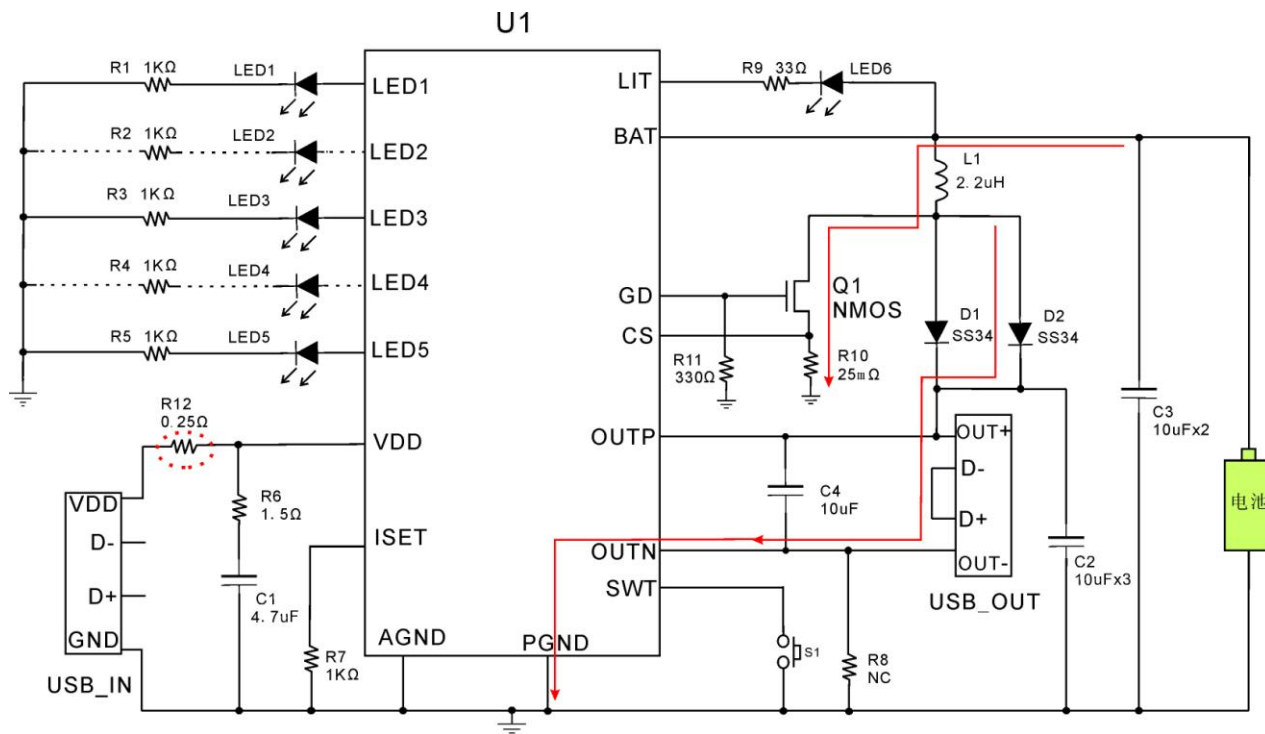 U1
R1 1KΩ LED1
LED1
R2 1KΩ LED2
LED2
R3 1KΩ LED3
LED3
R4 1KΩ LED4
LED4
R5 1KΩ LED5
LED5
R12
0.25Ω
VDD
VDD
D-
D+
GND
USB_IN
R6
1.5Ω
C1
4.7uF
ISET
R7
1KΩ
AGND
PGND
LIT
R9 33Ω LED6
BAT
L1
2.2uH
GD
Q1
NMOS
CS
R11
330Ω
R10
25mΩ
D1
SS34
D2
SS34
C3
10uFx2
OUTP
OUT+
D-
D+
OUT-
USB_OUT
C4
10uF
OUTN
SWT
S1
R8
NC
C2
10uFx3
电池